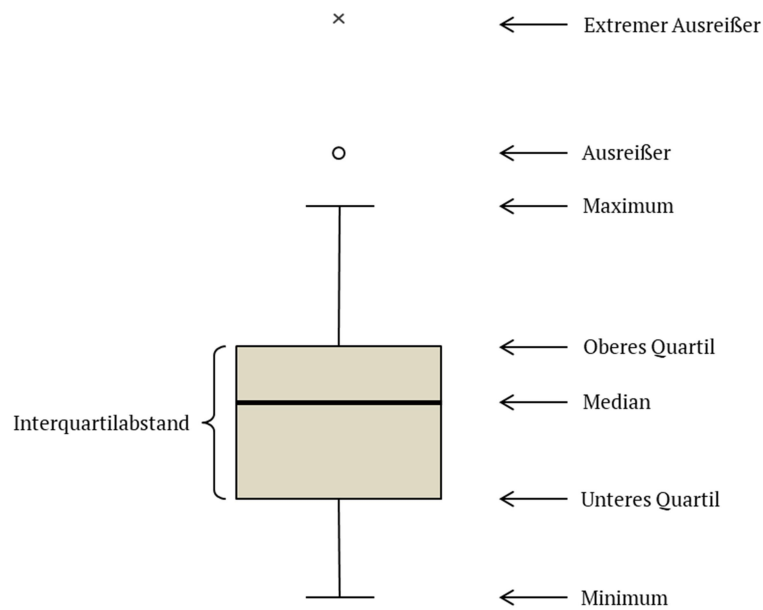 Extremer Ausreißer
Ausreißer
Maximum
Oberes Quartil
Median
Interquartilabstand
Unteres Quartil
Minimum